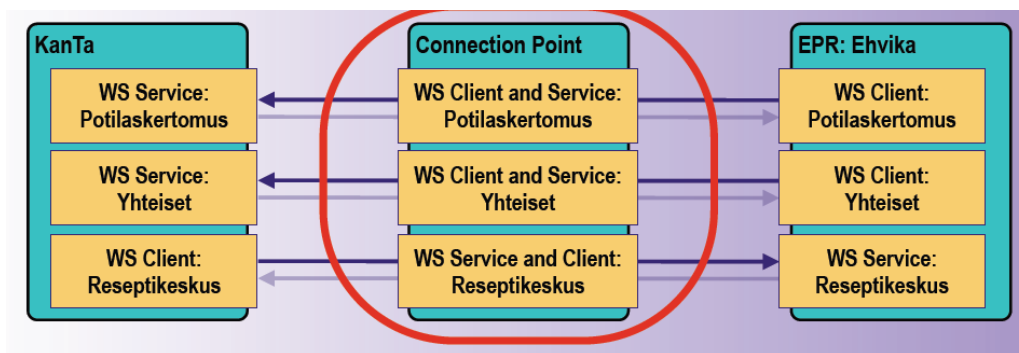 KanTa
Connection Point
EPR: Ehvika
WS Service:
Potilaskertomus
WS Client and Service:
Potilaskertomus
WS Client:
Potilaskertomus
WS Service:
Yhteiset
WS Client and Service:
Yhteiset
WS Client:
Yhteiset
WS Client:
Reseptikeskus
WS Service and Client:
Reseptikeskus
WS Service:
Reseptikeskus